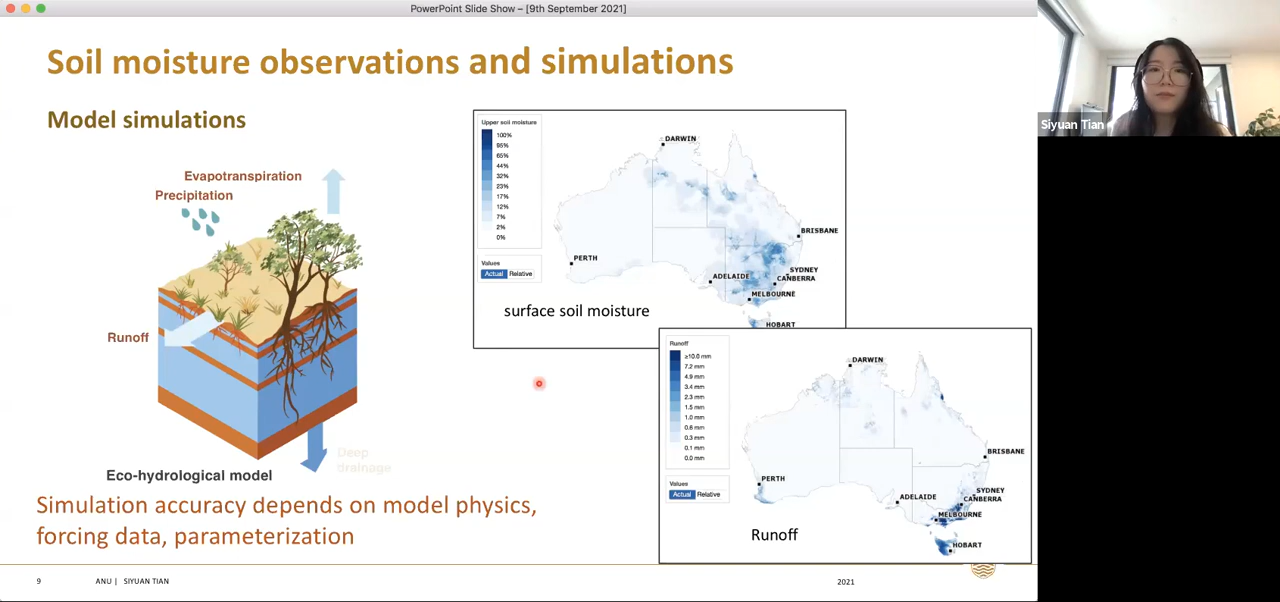 PowerPoint Slide Show – [9th September 2021]
Soil moisture observations and simulations
Model simulations
Evapotranspiration
Precipitation
Runoff
Deep
drainage
Eco-hydrological model
Simulation accuracy depends on model physics,
forcing data, parameterization
Upper soil moisture
100%
95%
65%
44%
32%
23%
17%
12%
7%
2%
0%
Values
Actual Relative
DARWIN
BRISBANE
PERTH
SYDNEY
ADELAIDE
CANBERRA
MELBOURNE
HOBART
surface soil moisture
Runoff
≥10.0 mm
7.2 mm
4.9 mm
3.4 mm
2.3 mm
1.5 mm
1.0 mm
0.6 mm
0.3 mm
0.1 mm
0.0 mm
Values
Actual Relative
DARWIN
BRISBANE
PERTH
SYDNEY
ADELAIDE
CANBERRA
MELBOURNE
HOBART
Runoff
9
ANU | SIYUAN TIAN
2021
Siyuan Tian